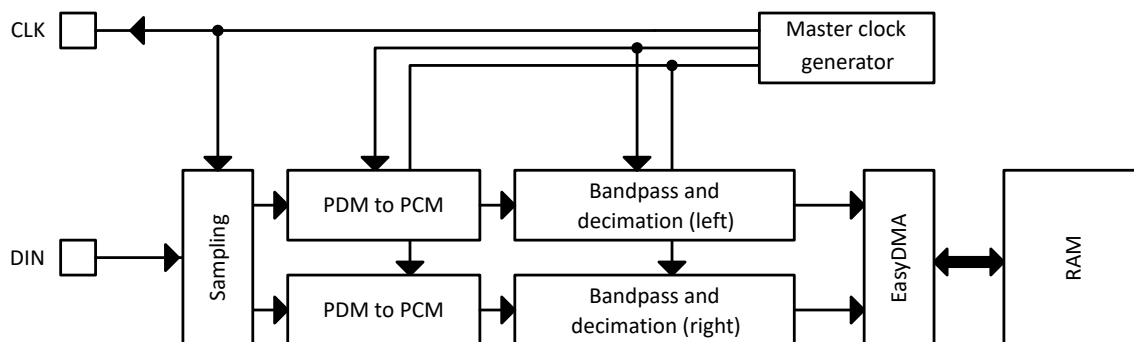 CLK
Master clock
generator
DIN
Sampling
PDM to PCM
Bandpass and
decimation (left)
PDM to PCM
Bandpass and
decimation (right)
EasyDMA
RAM